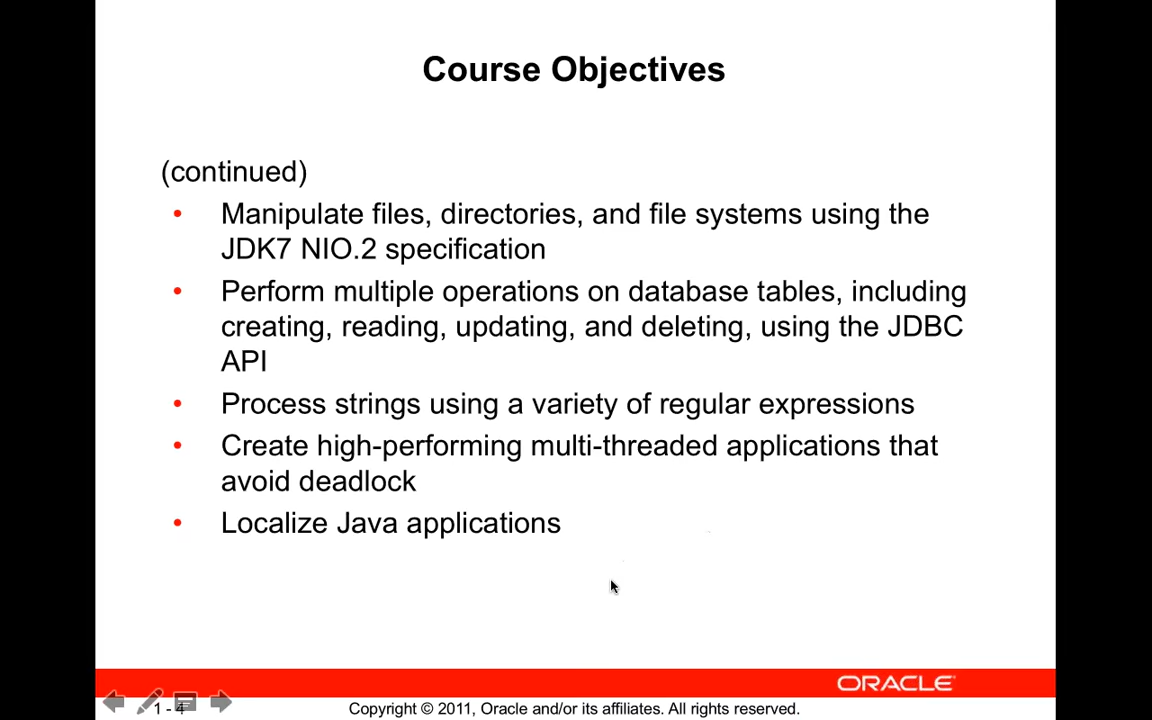 Course Objectives
(continued)
• Manipulate files, directories, and file systems using the
JDK7 NIO.2 specification
• Perform multiple operations on database tables, including
creating, reading, updating, and deleting, using the JDBC
API
• Process strings using a variety of regular expressions
• Create high-performing multi-threaded applications that
avoid deadlock
• Localize Java applications
ORACLE
1 - 4
Copyright © 2011, Oracle and/or its affiliates. All rights reserved.